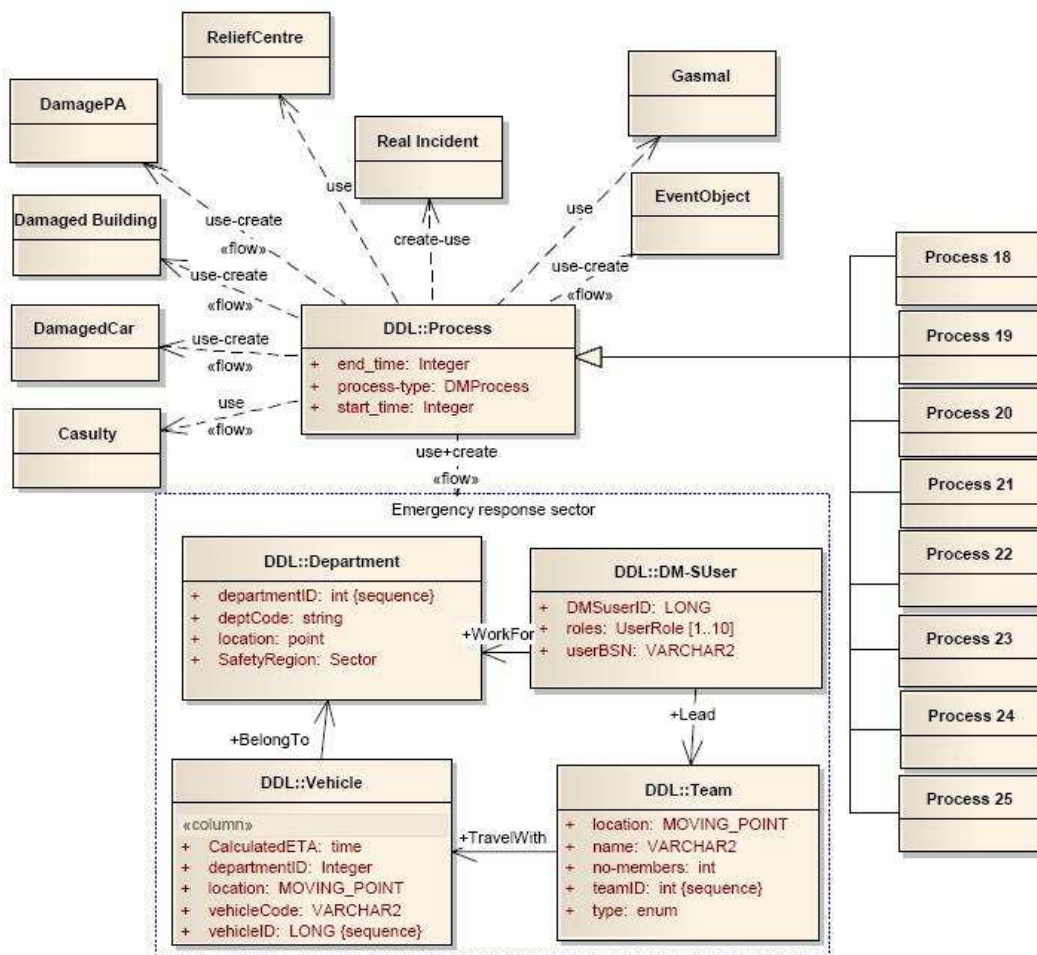 ReliefCentre
DamagePA
Gasmal
Real Incident
use
Damaged Building
use-create
«flow»
create-use
use
EventObject
use-create
«flow»
use-create
«flow»
DamagedCar
use-create
«flow»
Casulty
use
«flow»
DDL::Process
+ end_time: Integer
+ process-type: DMProcess
+ start_time: Integer
use+create
«flow»
Process 18
Process 19
Process 20
Process 21
Process 22
Process 23
Process 24
Process 25
Emergency response sector
DDL::Department
+ departmentID: int {sequence}
+ deptCode: string
+ location: point
+ SafetyRegion: Sector
+WorkFor
DDL::DM-SUser
+ DMSuserID: LONG
+ roles: UserRole [1..10]
+ userBSN: VARCHAR2
+BelongTo
+Lead
DDL::Vehicle
«column»
+ CalculatedETA: time
+ departmentID: Integer
+ location: MOVING_POINT
+ vehicleCode: VARCHAR2
+ vehicleID: LONG {sequence}
+TravelWith
DDL::Team
+ location: MOVING_POINT
+ name: VARCHAR2
+ no-members: int
+ teamID: int {sequence}
+ type: enum